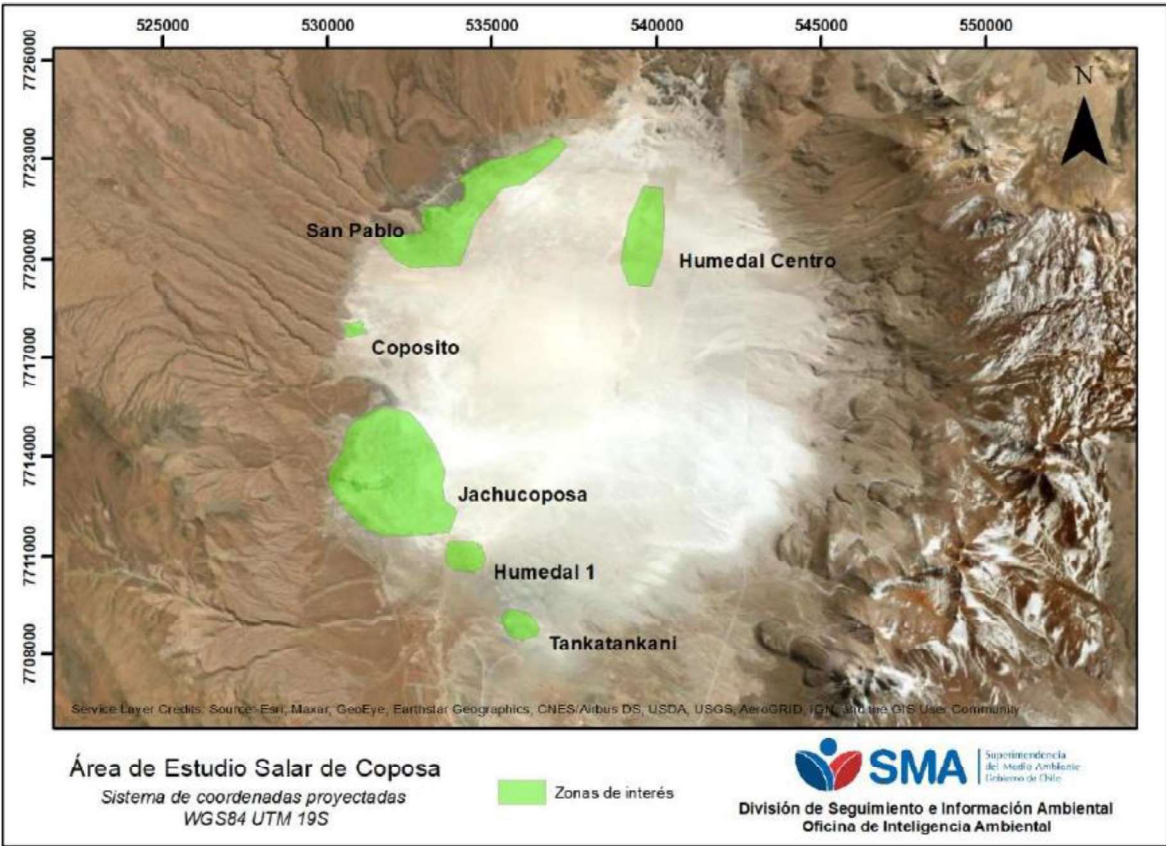 525000 530000 535000 540000 545000 550000
7726000
7723000
7720000
7717000
7714000
7711000
7708000
N
San Pablo
Humedal Centro
Coposito
Jachucoposa
Humedal 1
Tankatankani
Service Layer Credits: Source: Esri, Maxar, GeoEye, Earthstar Geographics, CNES/Airbus DS, USDA, USGS, AeroGRID, IGN, and the GIS User Community
Área de Estudio Salar de Coposa
Sistema de coordenadas proyectadas
WGS84 UTM 19S
Zonas de interés
SMA
Superintendencia
del Medio Ambiente
Gobierno de Chile
División de Seguimiento e Información Ambiental
Oficina de Inteligencia Ambiental